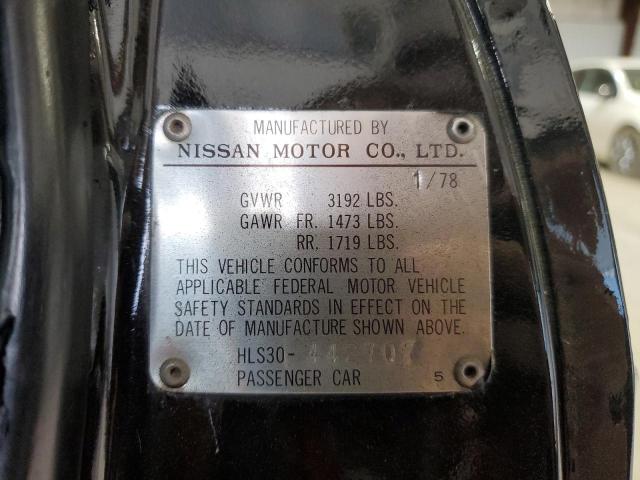 MANUFACTURED BY
NISSAN MOTOR CO., LTD.
1/78
GVWR 3192 LBS.
GAWR FR. 1473 LBS.
RR. 1719 LBS.
THIS VEHICLE CONFORMS TO ALL
APPLICABLE FEDERAL MOTOR VEHICLE
SAFETY STANDARDS IN EFFECT ON THE
DATE OF MANUFACTURE SHOWN ABOVE.
HLS30-
PASSENGER CAR 5